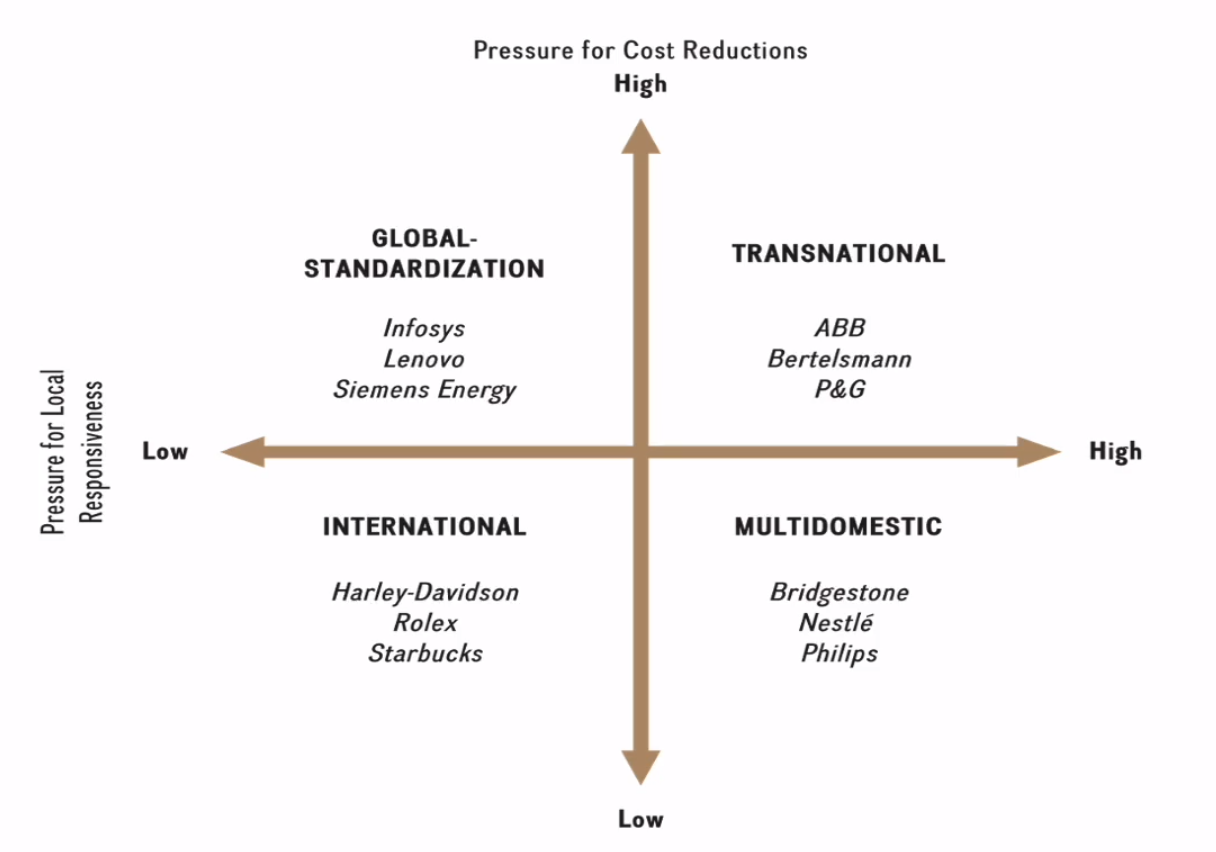 Pressure for Cost Reductions
High
GLOBAL-
STANDARDIZATION
Infosys
Lenovo
Siemens Energy
TRANSNATIONAL
ABB
Bertelsmann
P&G
Pressure for Local
Responsiveness
Low
High
INTERNATIONAL
Harley-Davidson
Rolex
Starbucks
MULTIDOMESTIC
Bridgestone
Nestlé
Philips
Low